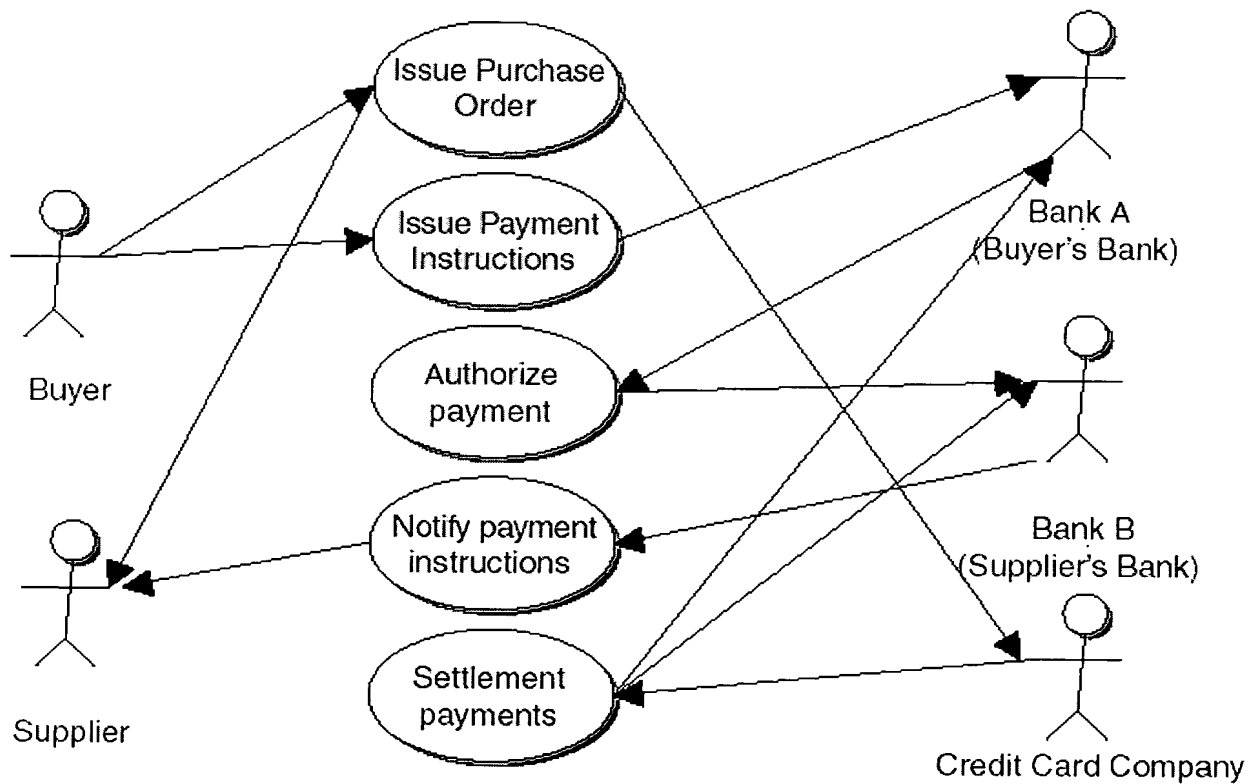 Issue Purchase
Order
Issue Payment
Instructions
Bank A
(Buyer's Bank)
Buyer
Authorize
payment
Notify payment
instructions
Bank B
(Supplier's Bank)
Settlement
payments
Supplier
Credit Card Company